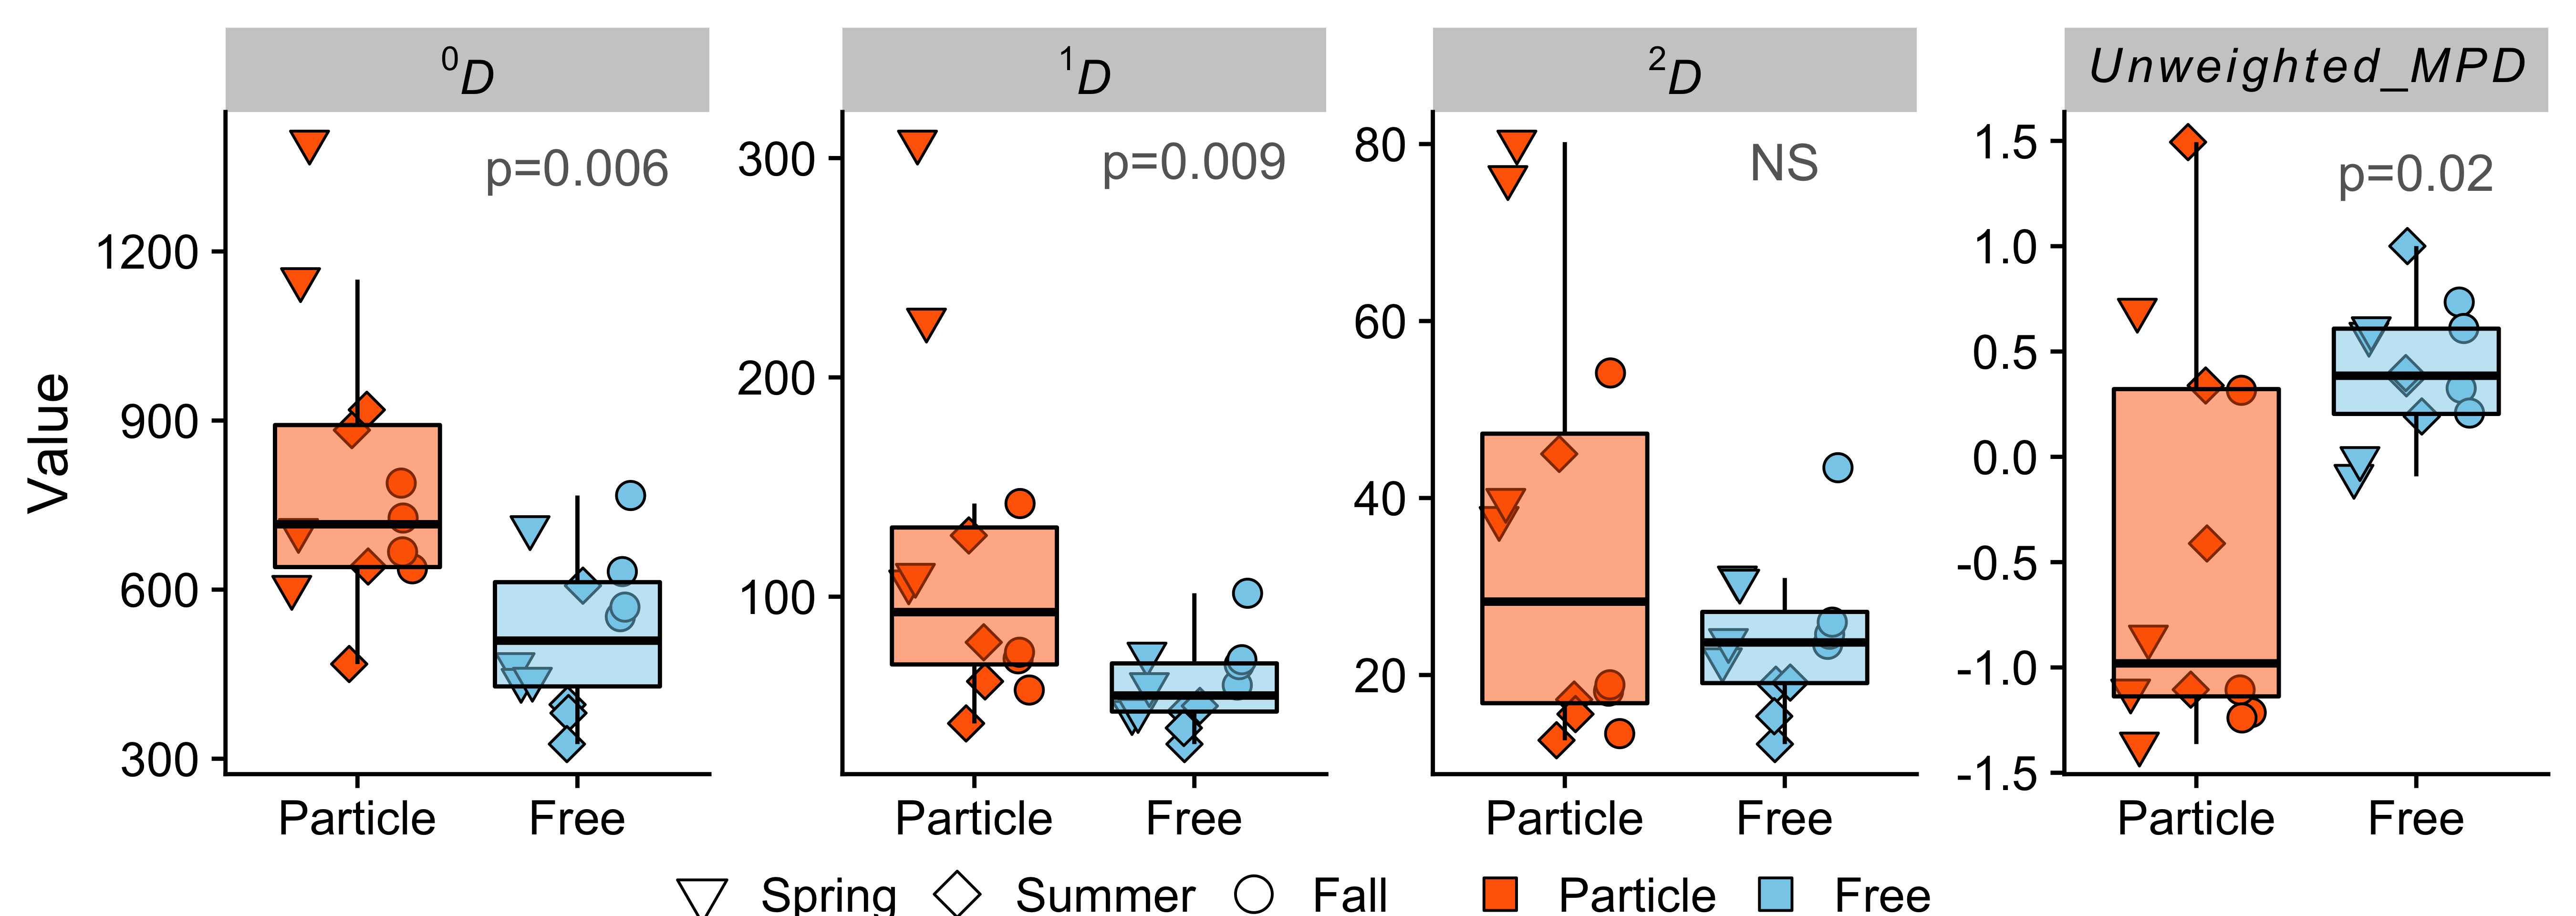 0D
1D
2D
Unweighted_MPD
Value
1200
900
600
300
p=0.006
Particle
Free
300
200
100
p=0.009
Particle
Free
80
60
40
20
NS
Particle
Free
1.5
1.0
0.5
0.0
-0.5
-1.0
-1.5
p=0.02
Particle
Free
Spring Summer Fall Particle Free